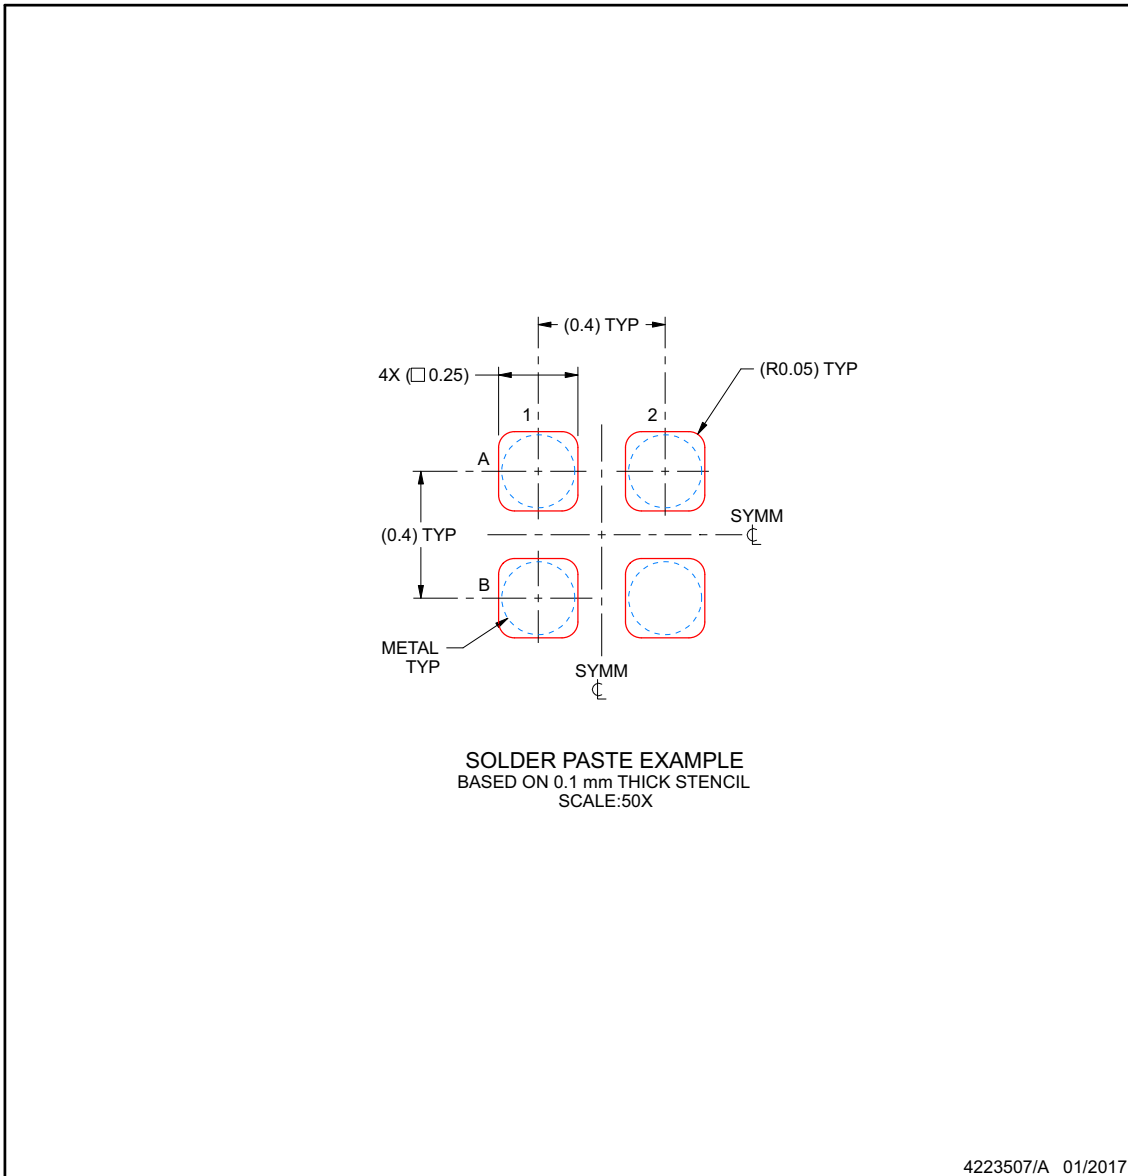 (0.4) TYP
4X (□ 0.25)
(R0.05) TYP
1
2
A
SYMM
(0.4) TYP
B
METAL
TYP
SYMM
SOLDER PASTE EXAMPLE
BASED ON 0.1 mm THICK STENCIL
SCALE:50X
4223507/A 01/2017